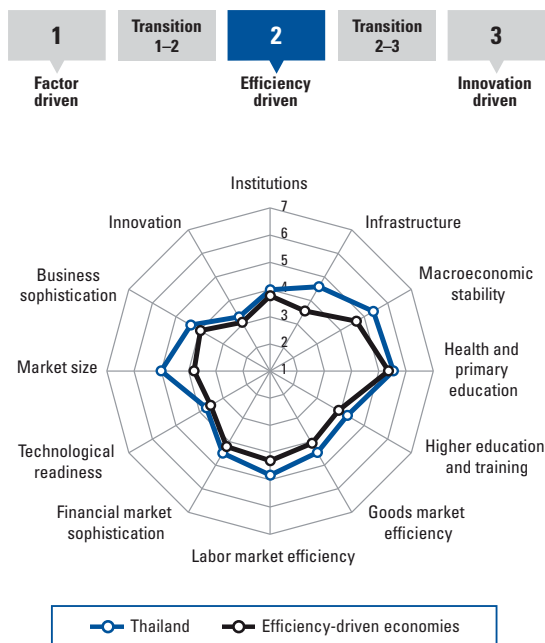 1
Transition
1–2
2
Transition
2–3
3
Factor
driven
Efficiency
driven
Innovation
driven
Institutions
7
6
5
4
3
2
1
Innovation
Infrastructure
Business
sophistication
Macroeconomic
stability
Market size
Health and
primary
education
Technological
readiness
Higher education
and training
Financial market
sophistication
Goods market
efficiency
Labor market efficiency
Thailand
Efficiency-driven economies